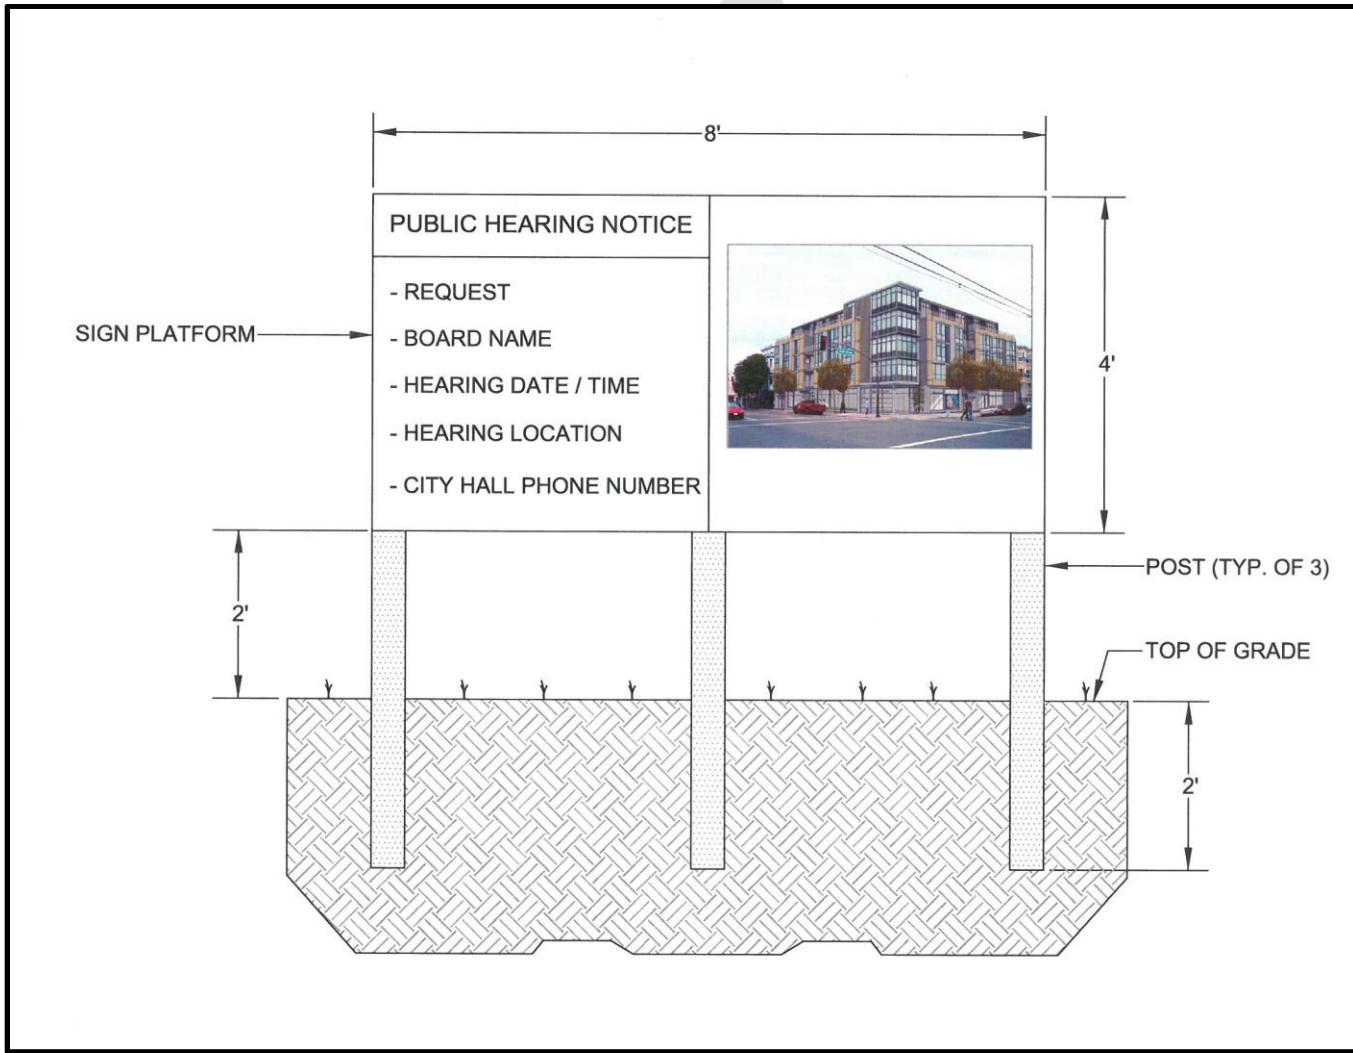 8'
PUBLIC HEARING NOTICE
- REQUEST
- BOARD NAME
- HEARING DATE / TIME
- HEARING LOCATION
- CITY HALL PHONE NUMBER
SIGN PLATFORM
4'
2'
POST (TYP. OF 3)
TOP OF GRADE
2'